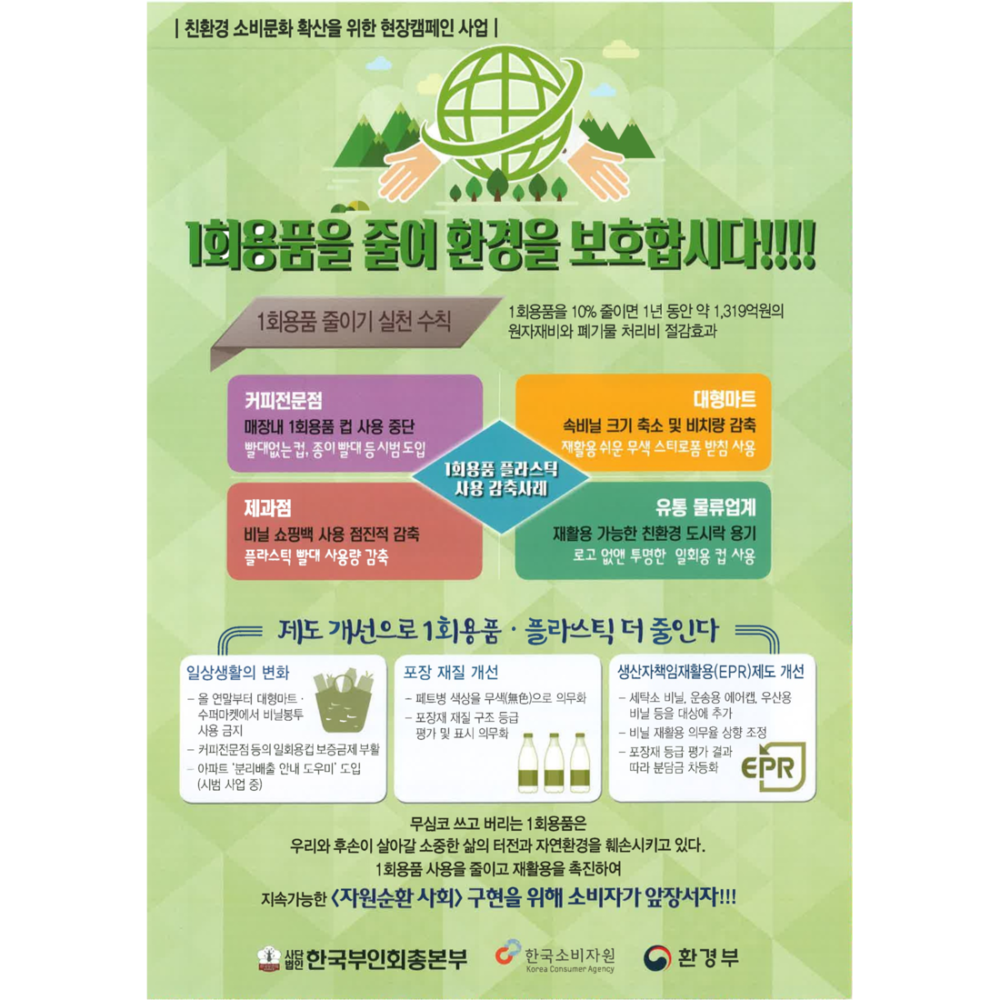 | 친환경 소비문화 확산을 위한 현장캠페인 사업 |
1회용품을 줄여 환경을 보호합시다!!!!
1회용품 줄이기 실천 수칙
1회용품을 10% 줄이면 1년 동안 약 1,319억원의
원자재비와 폐기물 처리비 절감효과
커피전문점
매장내 1회용품 컵 사용 중단
빨대없는 컵, 종이 빨대 등 시범 도입
대형마트
속비닐 크기 축소 및 비치량 감축
재활용 쉬운 무색 스티로폼 받침 사용
1회용품 플라스틱
사용 감축사례
제과점
비닐 쇼핑백 사용 점진적 감축
플라스틱 빨대 사용량 감축
유통 물류업계
재활용 가능한 친환경 도시락 용기
로고 없앤 투명한 일회용 컵 사용
제도 개선으로 1회용품 · 플라스틱 더 줄인다
일상생활의 변화
- 올 연말부터 대형마트 ·
수퍼마켓에서 비닐봉투
사용 금지
- 커피전문점 등의 일회용컵 보증금제 부활
- 아파트 '분리배출 안내 도우미' 도입
(시범 사업 중)
포장 재질 개선
- 페트병 색상을 무색(無色)으로 의무화
- 포장재 재질 구조 등급
평가 및 표시 의무화
생산자책임재활용(EPR)제도 개선
- 세탁소 비닐, 운송용 에어캡, 우산용
비닐 등을 대상에 추가
- 비닐 재활용 의무율 상향 조정
- 포장재 등급 평가 결과
따라 분담금 차등화
EPR
무심코 쓰고 버리는 1회용품은
우리와 후손이 살아갈 소중한 삶의 터전과 자연환경을 훼손시키고 있다.
1회용품 사용을 줄이고 재활용을 촉진하여
지속가능한 <자원순환 사회> 구현을 위해 소비자가 앞장서자!!!
사단법인 한국부인회총본부
한국소비자원
Korea Consumer Agency
환경부